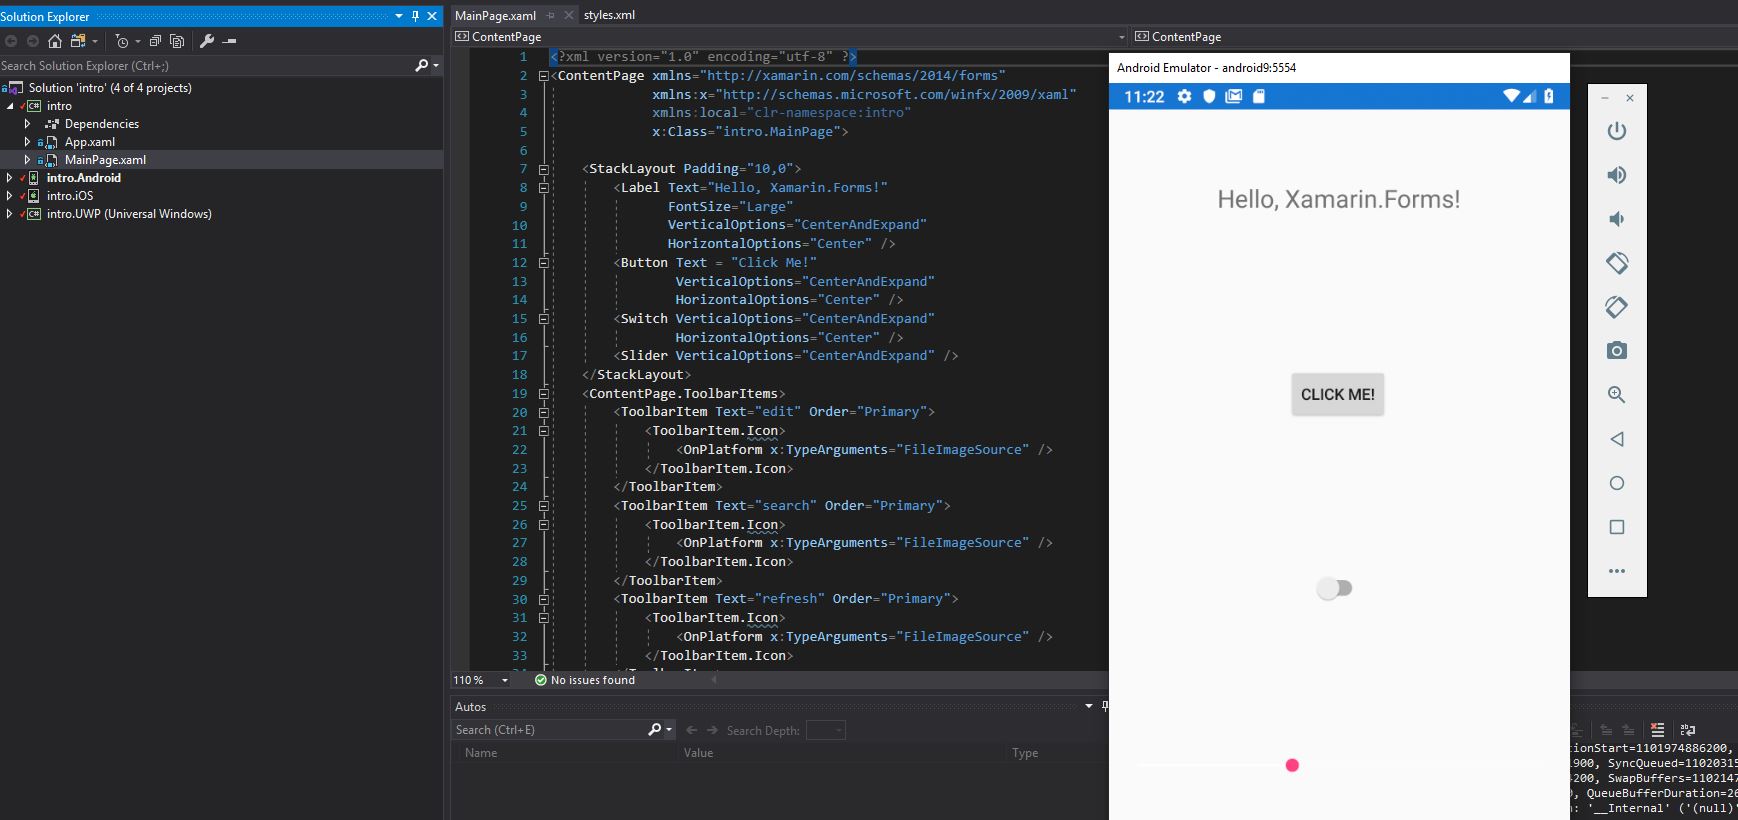 Solution Explorer
Search Solution Explorer (Ctrl+;)
Solution 'intro' (4 of 4 projects)
intro
Dependencies
App.xaml
MainPage.xaml
intro.Android
intro.iOS
intro.UWP (Universal Windows)
MainPage.xaml styles.xml
ContentPage ContentPage
1 <?xml version="1.0" encoding="utf-8" ?>
2 <ContentPage xmlns="http://xamarin.com/schemas/2014/forms"
3 xmlns:x="http://schemas.microsoft.com/winfx/2009/xaml"
4 xmlns:local="clr-namespace:intro"
5 x:Class="intro.MainPage">
6
7 <StackLayout Padding="10,0">
8 <Label Text="Hello, Xamarin.Forms!"
9 FontSize="Large"
10 VerticalOptions="CenterAndExpand"
11 HorizontalOptions="Center" />
12 <Button Text = "Click Me!"
13 VerticalOptions="CenterAndExpand"
14 HorizontalOptions="Center" />
15 <Switch VerticalOptions="CenterAndExpand"
16 HorizontalOptions="Center" />
17 <Slider VerticalOptions="CenterAndExpand" />
18 </StackLayout>
19 <ContentPage.ToolbarItems>
20 <ToolbarItem Text="edit" Order="Primary">
21 <ToolbarItem.Icon>
22 <OnPlatform x:TypeArguments="FileImageSource" />
23 </ToolbarItem.Icon>
24 </ToolbarItem>
25 <ToolbarItem Text="search" Order="Primary">
26 <ToolbarItem.Icon>
27 <OnPlatform x:TypeArguments="FileImageSource" />
28 </ToolbarItem.Icon>
29 </ToolbarItem>
30 <ToolbarItem Text="refresh" Order="Primary">
31 <ToolbarItem.Icon>
32 <OnPlatform x:TypeArguments="FileImageSource" />
33 </ToolbarItem.Icon>
110 % No issues found
Autos
Search (Ctrl+E) Search Depth:
Name Value Type
Android Emulator - android9:5554
11:22
Hello, Xamarin.Forms!
CLICK ME!
tionStart=1101974886200,
1900, SyncQueued=11020315
4200, SwapBuffers=1102147
0, QueueBufferDuration=26
n: '__Internal' ('(null)'